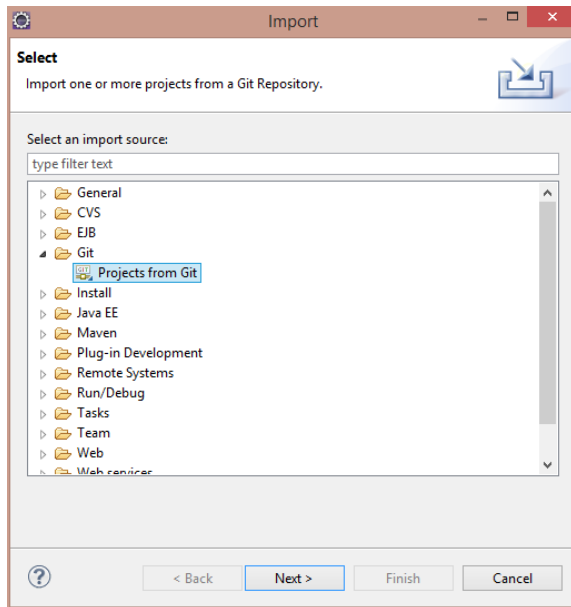 Import
Select
Import one or more projects from a Git Repository.
Select an import source:
type filter text
General
CVS
EJB
Git
Projects from Git
Install
Java EE
Maven
Plug-in Development
Remote Systems
Run/Debug
Tasks
Team
Web
Web services
? < Back Next > Finish Cancel